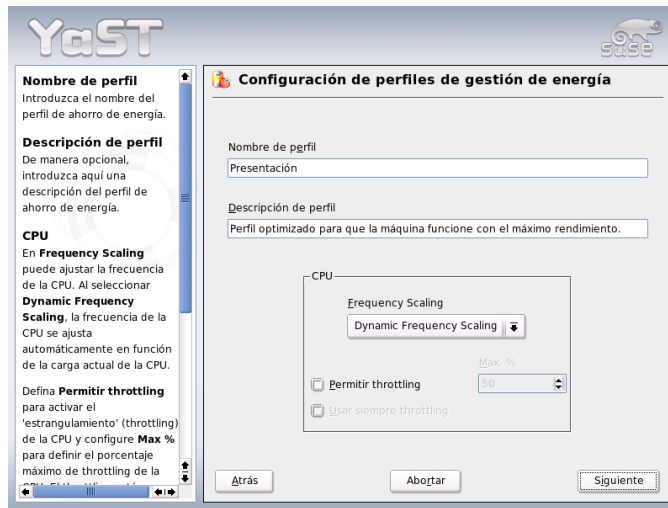 YaST
SUSE
Nombre de perfil
Introduzca el nombre del
perfil de ahorro de energía.
Descripción de perfil
De manera opcional,
introduzca aquí una
descripción del perfil de
ahorro de energía.
CPU
En Frequency Scaling
puede ajustar la frecuencia
de la CPU. Al seleccionar
Dynamic Frequency
Scaling, la frecuencia de la
CPU se ajusta
automáticamente en función
de la carga actual de la CPU.
Defina Permitir throttling
para activar el
'estrangulamiento' (throttling)
de la CPU y configure Max %
para definir el porcentaje
máximo de throttling de la
Configuración de perfiles de gestión de energía
Nombre de perfil
Presentación
Descripción de perfil
Perfil optimizado para que la máquina funcione con el máximo rendimiento.
CPU
Frequency Scaling
Dynamic Frequency Scaling
Máx. %
Permitir throttling
50
Usar siempre throttling
Atrás
Abortar
Siguiente